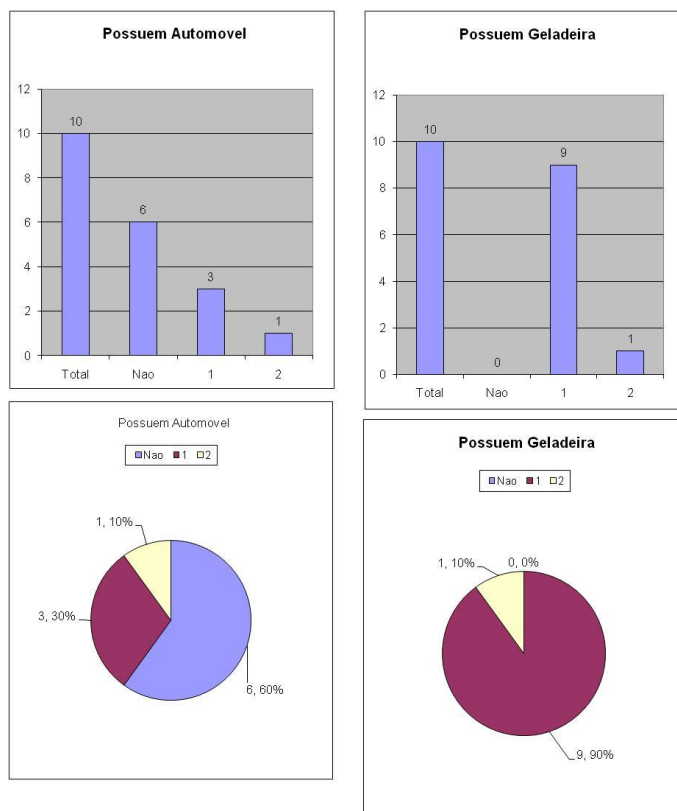 Possuem Automovel
12
10
8
6
4
2
0
10
6
3
1
Total Nao 1 2
Possuem Geladeira
12
10
8
6
4
2
0
10
0
9
1
Total Nao 1 2
Possuem Automovel
Nao 1 2
1, 10%
3, 30%
6, 60%
Possuem Geladeira
Nao 1 2
1, 10% 0, 0%
9, 90%